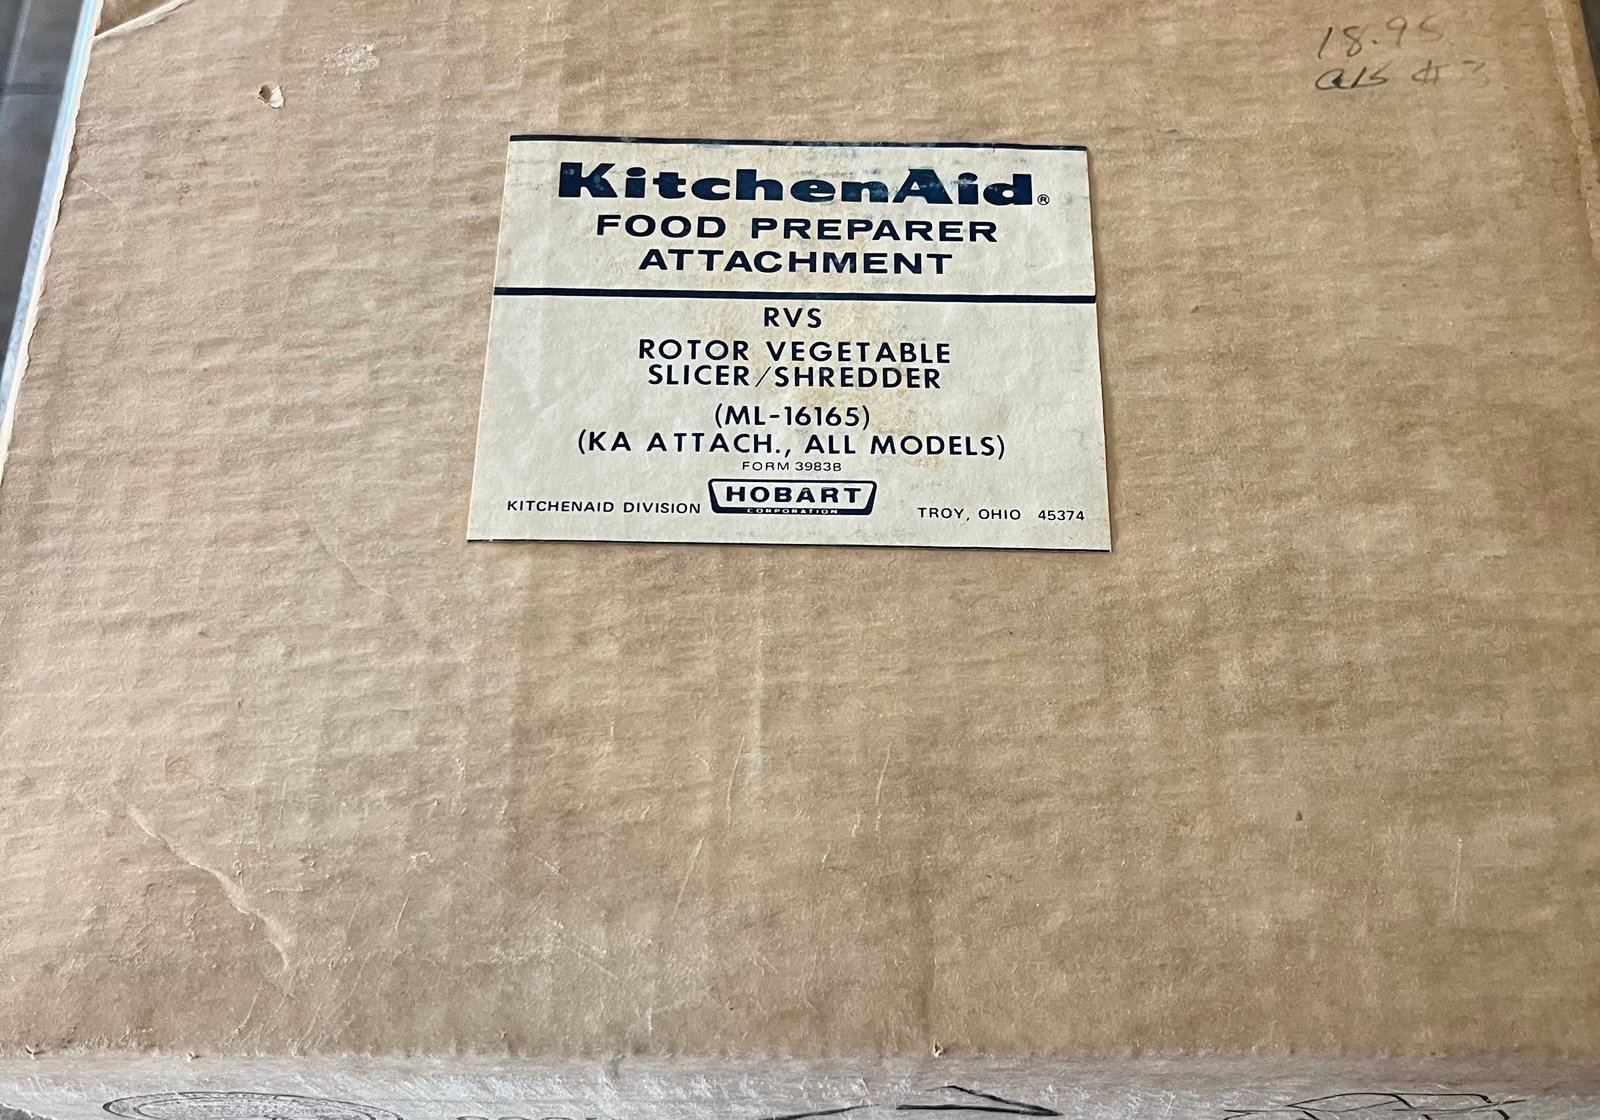 18.95
KitchenAid®
FOOD PREPARER
ATTACHMENT
RVS
ROTOR VEGETABLE
SLICER/SHREDDER
(ML-16165)
(KA ATTACH., ALL MODELS)
FORM 3983B
KITCHENAID DIVISION HOBART CORPORATION TROY, OHIO 45374